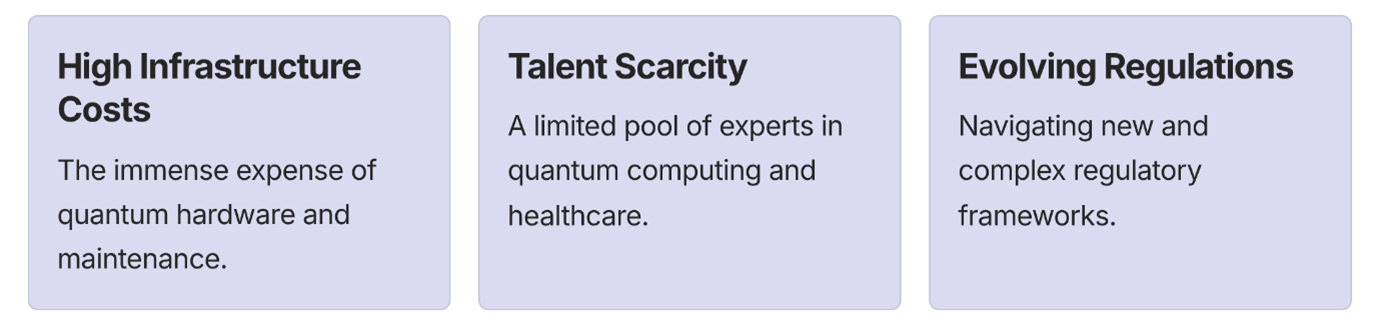 High Infrastructure
Costs
The immense expense of
quantum hardware and
maintenance.
Talent Scarcity
A limited pool of experts in
quantum computing and
healthcare.
Evolving Regulations
Navigating new and
complex regulatory
frameworks.